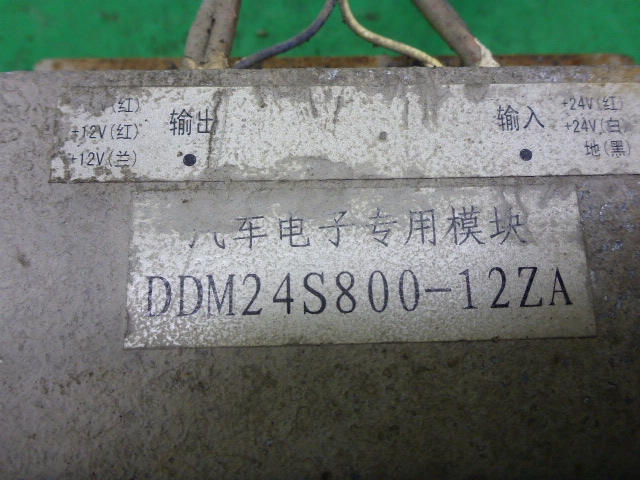 (红)
+12V(红)
+12V(兰)
输出
输入
+24V(红)
+24V(白)
地(黑)
汽车电子专用模块
DDM24S800-12ZA